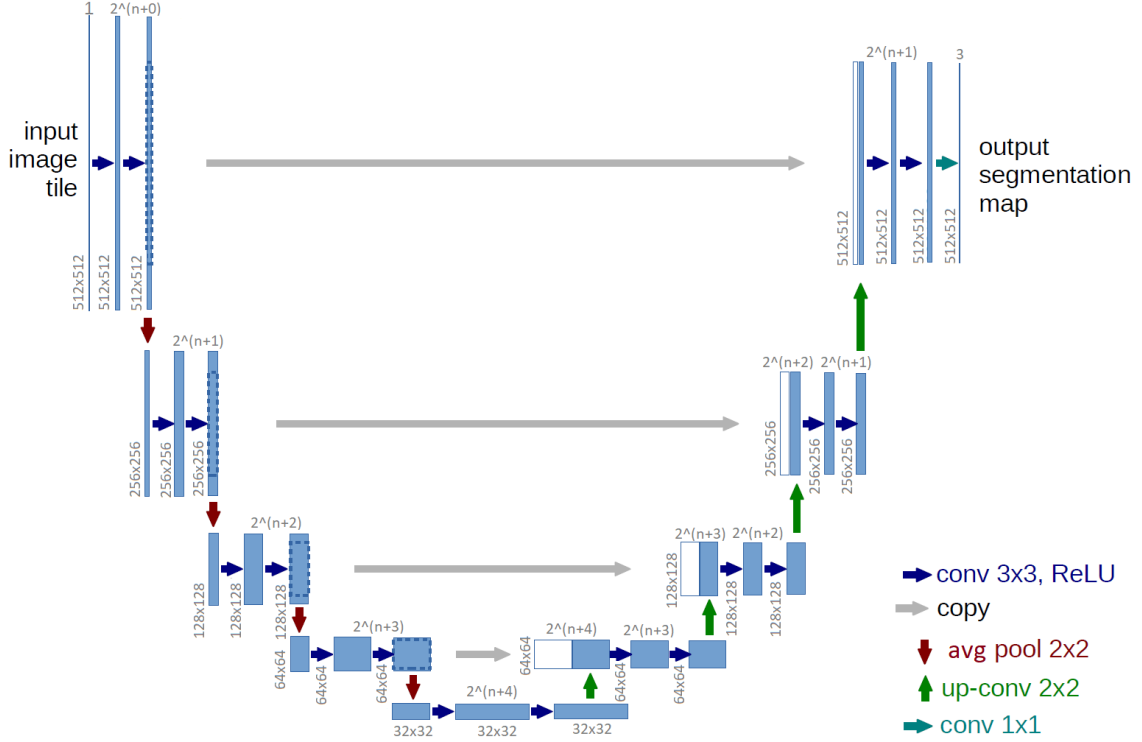 1
2^(n+0)
input
image
tile
512x512
512x512
512x512
2^(n+1)
3
output
segmentation
map
512x512
512x512
512x512
512x512
2^(n+1)
256x256
256x256
256x256
2^(n+2)
2^(n+1)
256x256
256x256
256x256
2^(n+2)
128x128
128x128
128x128
2^(n+3)
2^(n+2)
128x128
128x128
128x128
2^(n+3)
64x64
64x64
64x64
2^(n+4)
2^(n+3)
64x64
64x64
64x64
2^(n+4)
32x32
32x32
32x32
conv 3x3, ReLU
copy
avg pool 2x2
up-conv 2x2
conv 1x1